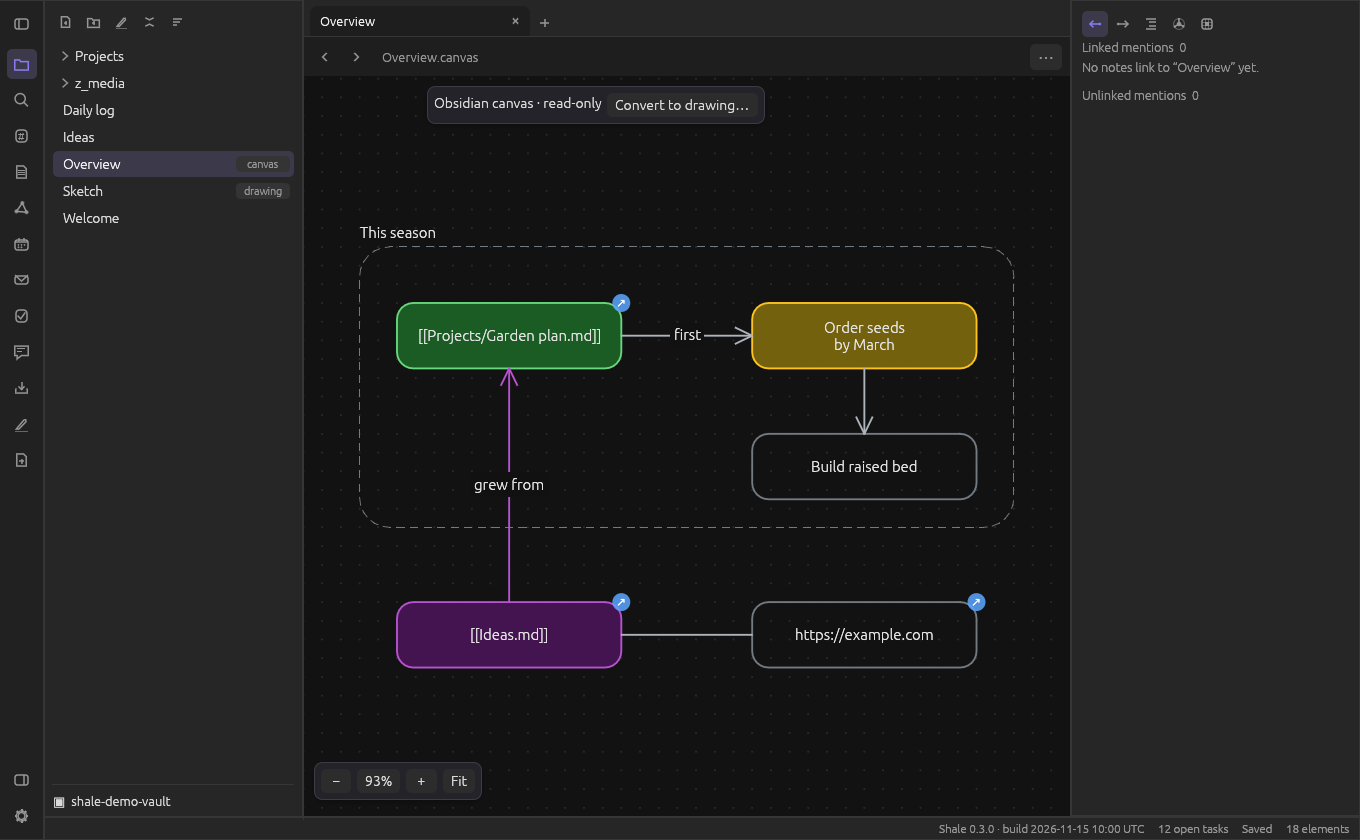 Overview
Overview.canvas
Projects
z_media
Daily log
Ideas
Overview canvas
Sketch drawing
Welcome
shale-demo-vault
Obsidian canvas · read-only Convert to drawing…
This season
[[Projects/Garden plan.md]]
first
Order seeds
by March
Build raised bed
grew from
[[Ideas.md]]
https://example.com
− 93% + Fit
Linked mentions 0
No notes link to “Overview” yet.
Unlinked mentions 0
Shale 0.3.0 · build 2026-11-15 10:00 UTC 12 open tasks Saved 18 elements